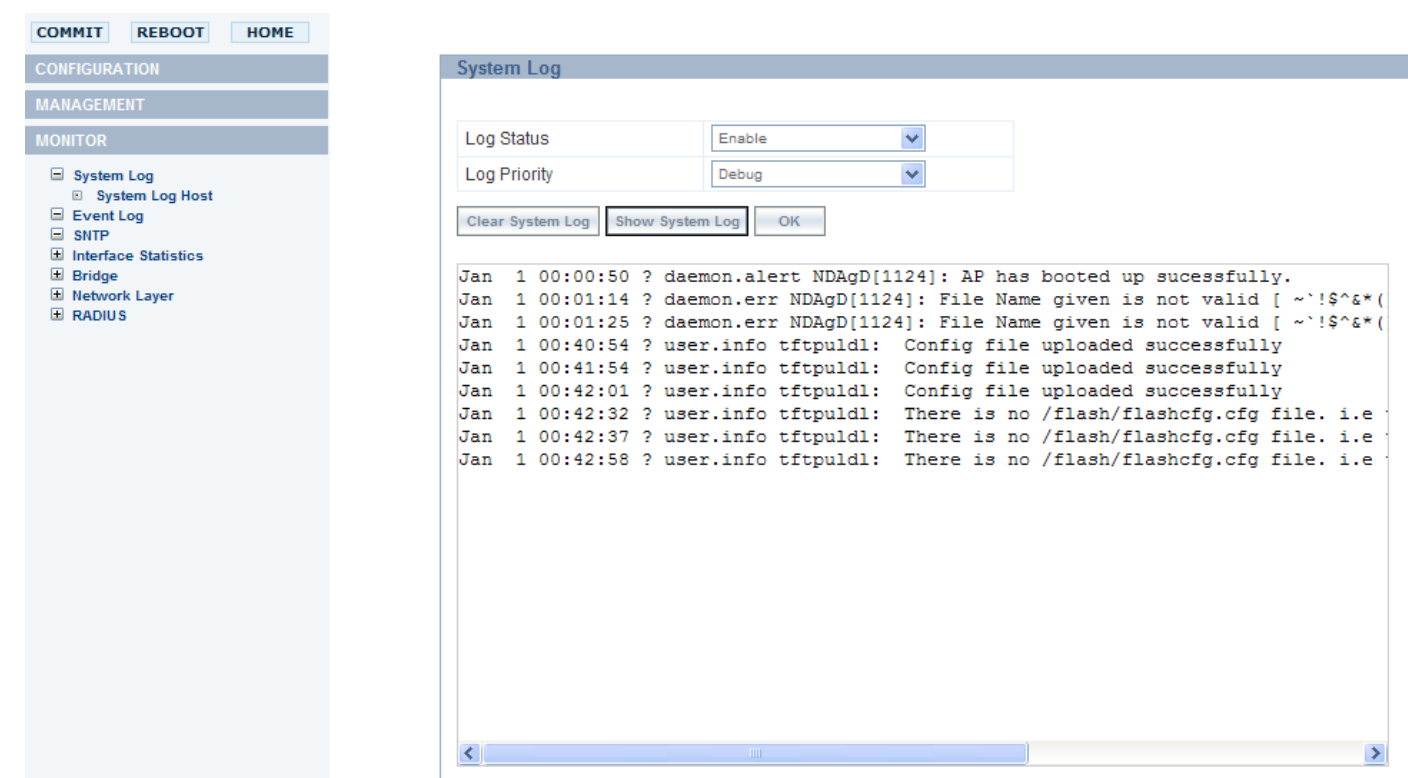 COMMIT REBOOT HOME
CONFIGURATION
MANAGEMENT
MONITOR
System Log
System Log Host
Event Log
SNTP
Interface Statistics
Bridge
Network Layer
RADIUS
System Log
Log Status Enable
Log Priority Debug
Clear System Log Show System Log OK
Jan  1 00:00:50 ? daemon.alert NDAgD[1124]: AP has booted up sucessfully.
Jan  1 00:01:14 ? daemon.err NDAgD[1124]: File Name given is not valid [ ~`!$^&*(
Jan  1 00:01:25 ? daemon.err NDAgD[1124]: File Name given is not valid [ ~`!$^&*(
Jan  1 00:40:54 ? user.info tftpuldl:  Config file uploaded successfully
Jan  1 00:41:54 ? user.info tftpuldl:  Config file uploaded successfully
Jan  1 00:42:01 ? user.info tftpuldl:  Config file uploaded successfully
Jan  1 00:42:32 ? user.info tftpuldl:  There is no /flash/flashcfg.cfg file. i.e
Jan  1 00:42:37 ? user.info tftpuldl:  There is no /flash/flashcfg.cfg file. i.e
Jan  1 00:42:58 ? user.info tftpuldl:  There is no /flash/flashcfg.cfg file. i.e